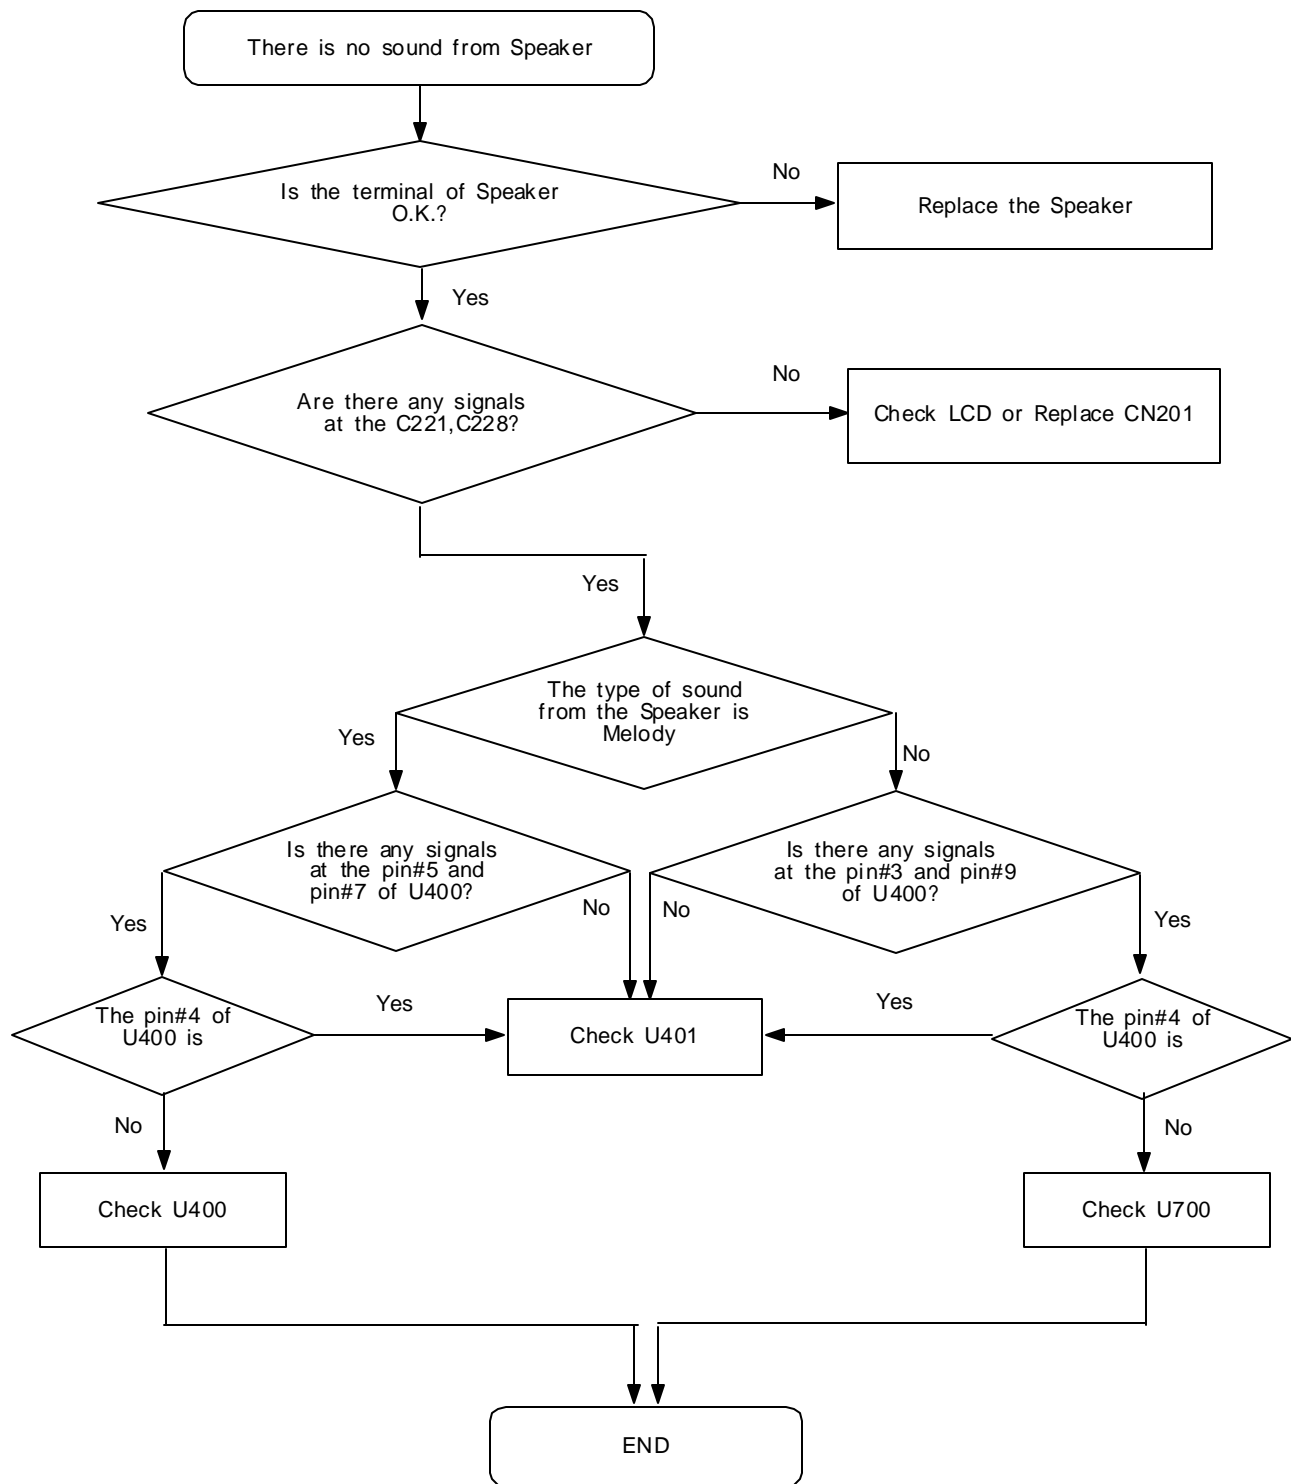 There is no sound from Speaker
Is the terminal of Speaker
O.K.?
No
Replace the Speaker
Yes
Are there any signals
at the C221,C228?
No
Check LCD or Replace CN201
Yes
The type of sound
from the Speaker is
Melody
Yes
No
Is there any signals
at the pin#5 and
pin#7 of U400?
Is there any signals
at the pin#3 and pin#9
of U400?
Yes
No
No
Yes
The pin#4 of
U400 is
Yes
Check U401
Yes
The pin#4 of
U400 is
No
No
Check U400
Check U700
END